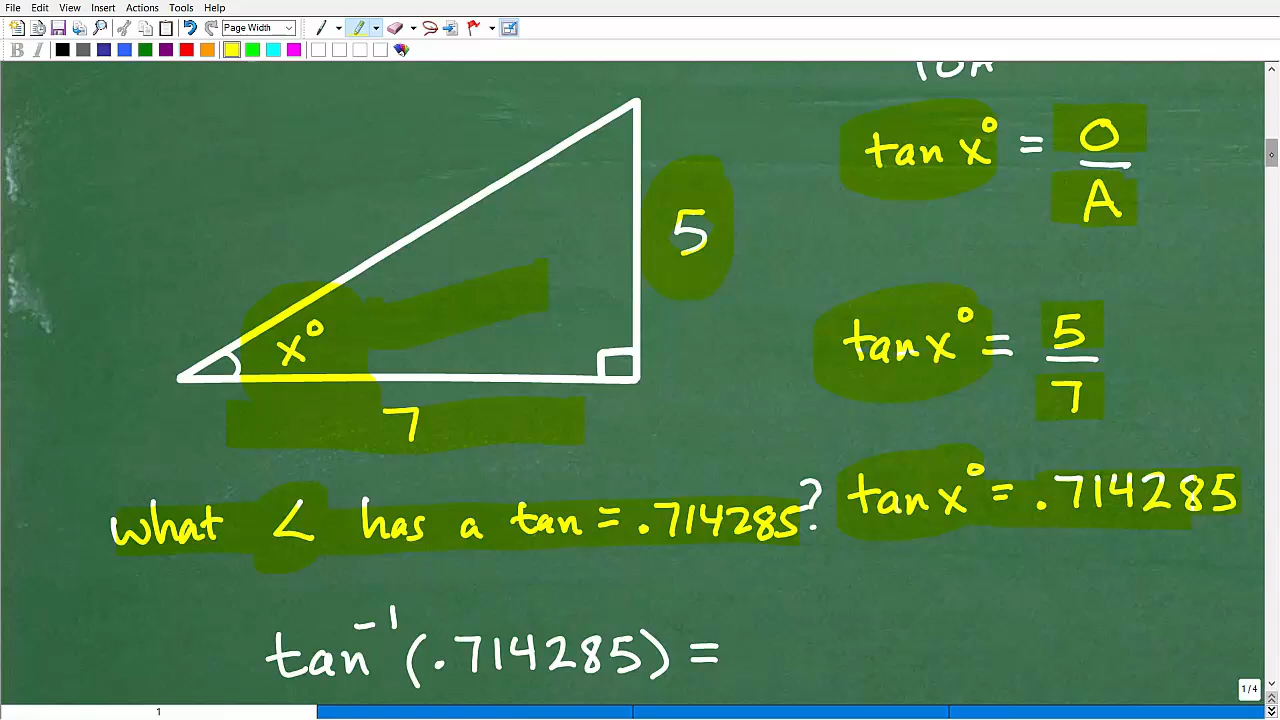 File Edit View Insert Actions Tools Help
Page Width
B I
TOA
tan x° = O/A
5
x°
tan x° = 5/7
7
what ∠ has a tan = .714285?
tan x° = .714285
tan⁻¹(.714285) =
1/4
1